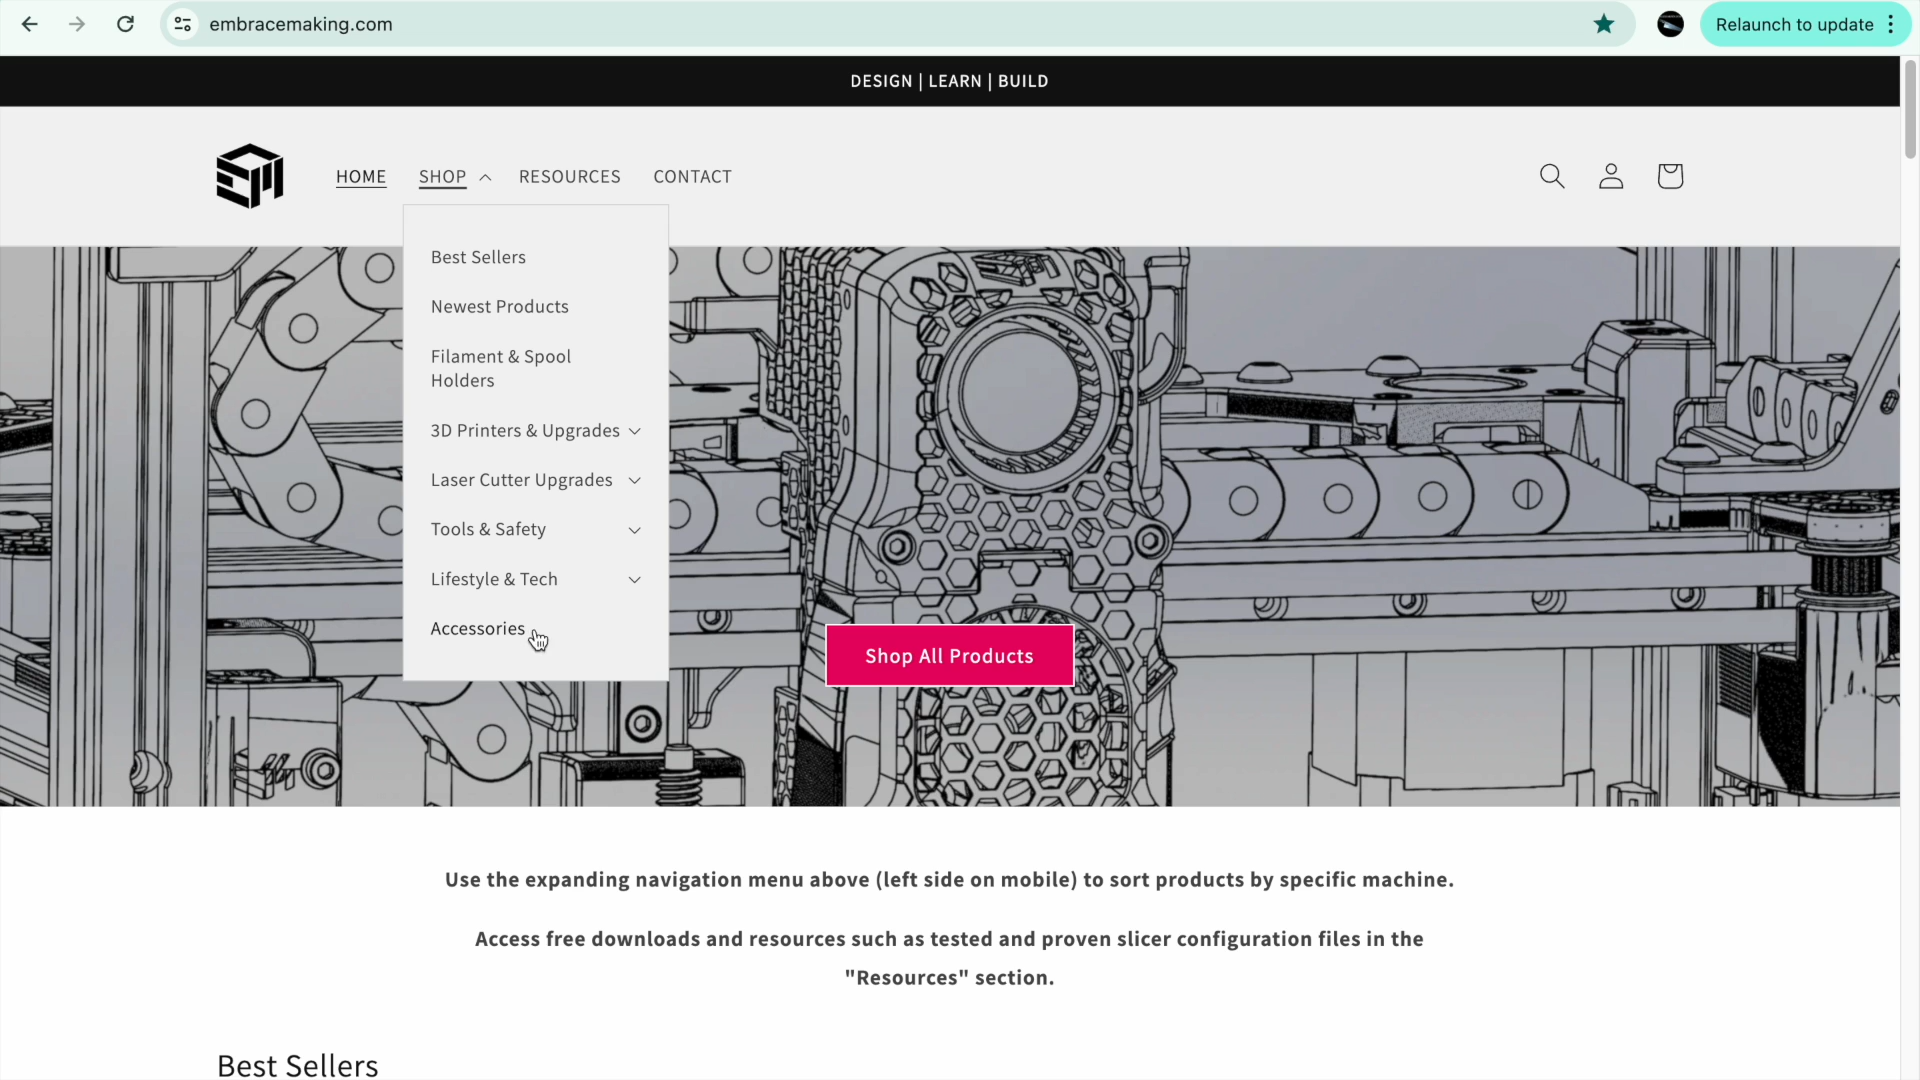 embracemaking.com
Relaunch to update
DESIGN | LEARN | BUILD
HOME
SHOP
RESOURCES
CONTACT
Best Sellers
Newest Products
Filament & Spool
Holders
3D Printers & Upgrades
Laser Cutter Upgrades
Tools & Safety
Lifestyle & Tech
Accessories
Shop All Products
Use the expanding navigation menu above (left side on mobile) to sort products by specific machine.
Access free downloads and resources such as tested and proven slicer configuration files in the
"Resources" section.
Best Sellers